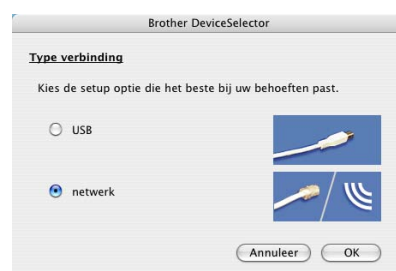 Brother DeviceSelector
Type verbinding
Kies de setup optie die het beste bij uw behoeften past.
USB
netwerk
Annuleer OK